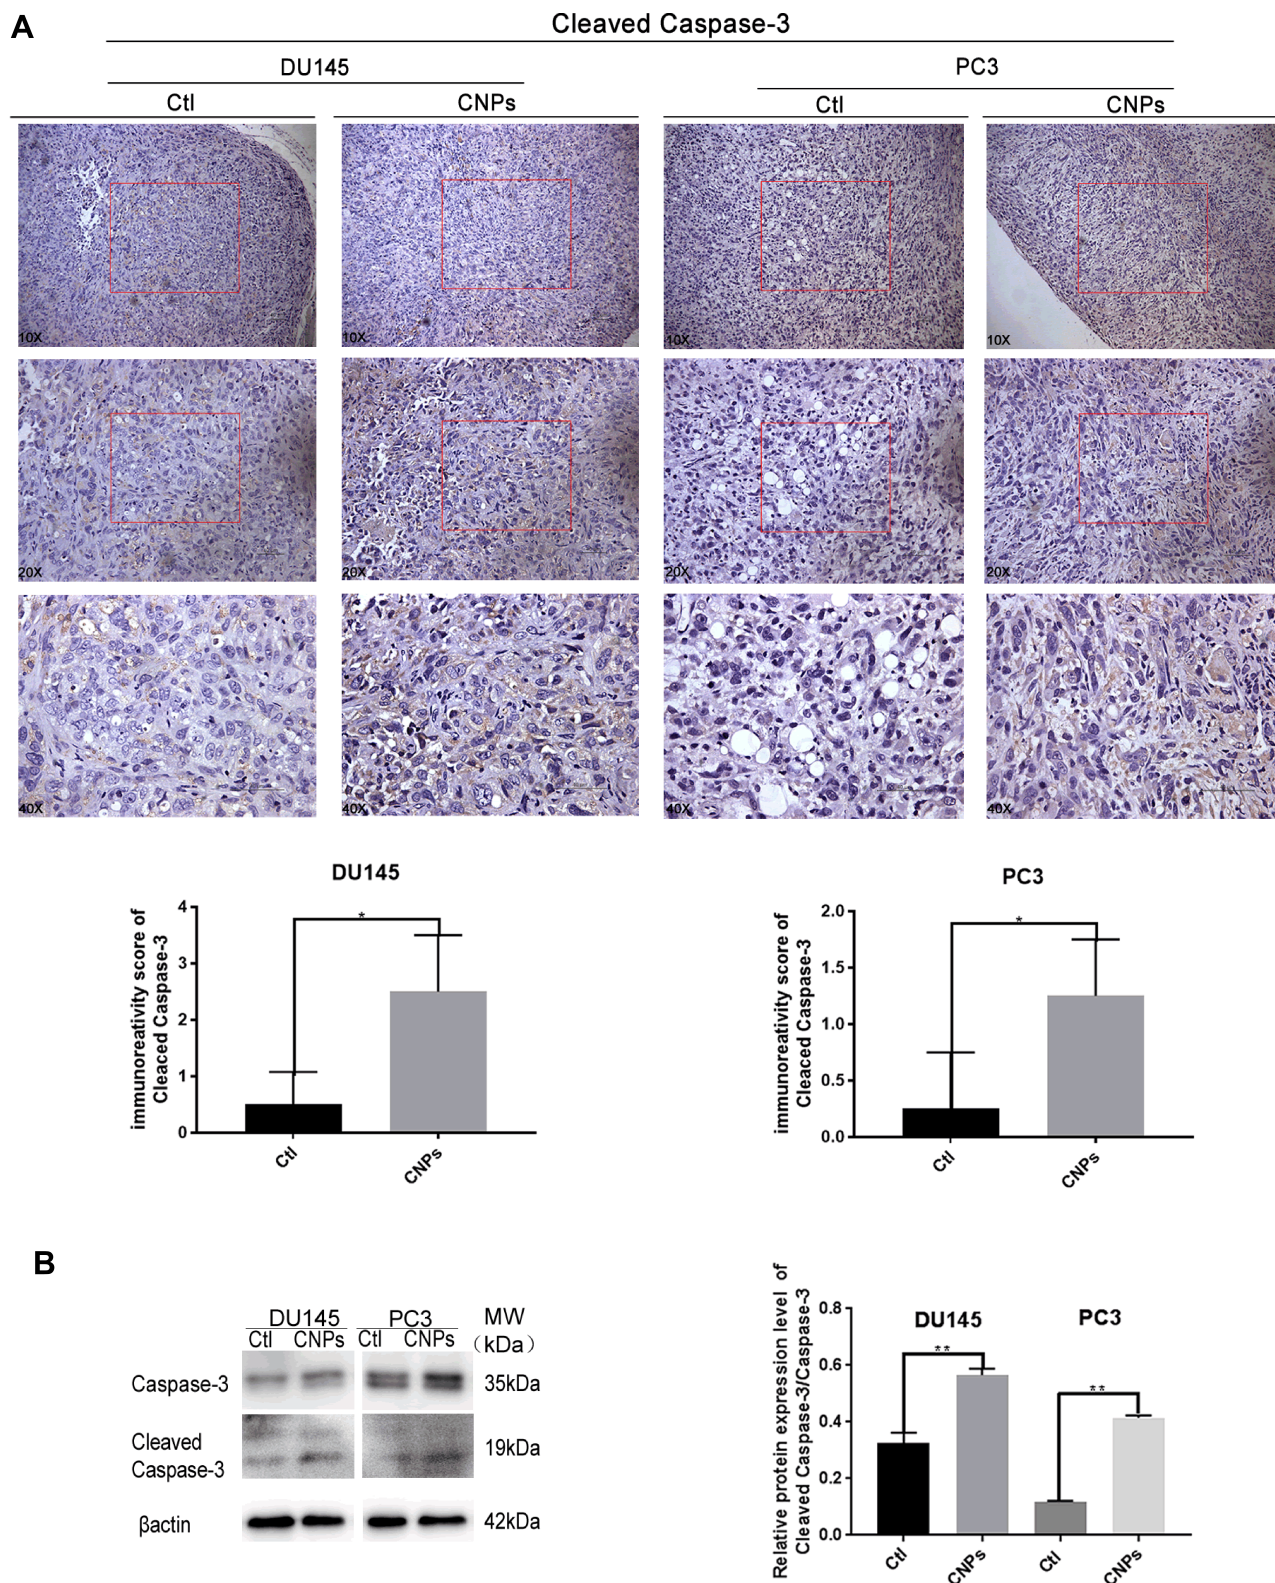 A
Cleaved Caspase-3
DU145
PC3
Ctl
CNPs
Ctl
CNPs
10X
10X
10X
10X
20X
20X
20X
20X
40X
40X
40X
40X
DU145
immunoreativity score of
Cleaced Caspase-3
4
3
2
1
0
*
Ctl
CNPs
PC3
immunoreativity score of
Cleaced Caspase-3
2.0
1.5
1.0
0.5
0.0
*
Ctl
CNPs
B
DU145
PC3
MW
Ctl
CNPs
Ctl
CNPs
（kDa）
Caspase-3
35kDa
Cleaved
Caspase-3
19kDa
βactin
42kDa
Relative protein expression level of
Cleaved Caspase-3/Caspase-3
0.8
0.6
0.4
0.2
0.0
DU145
PC3
**
**
Ctl
CNPs
Ctl
CNPs